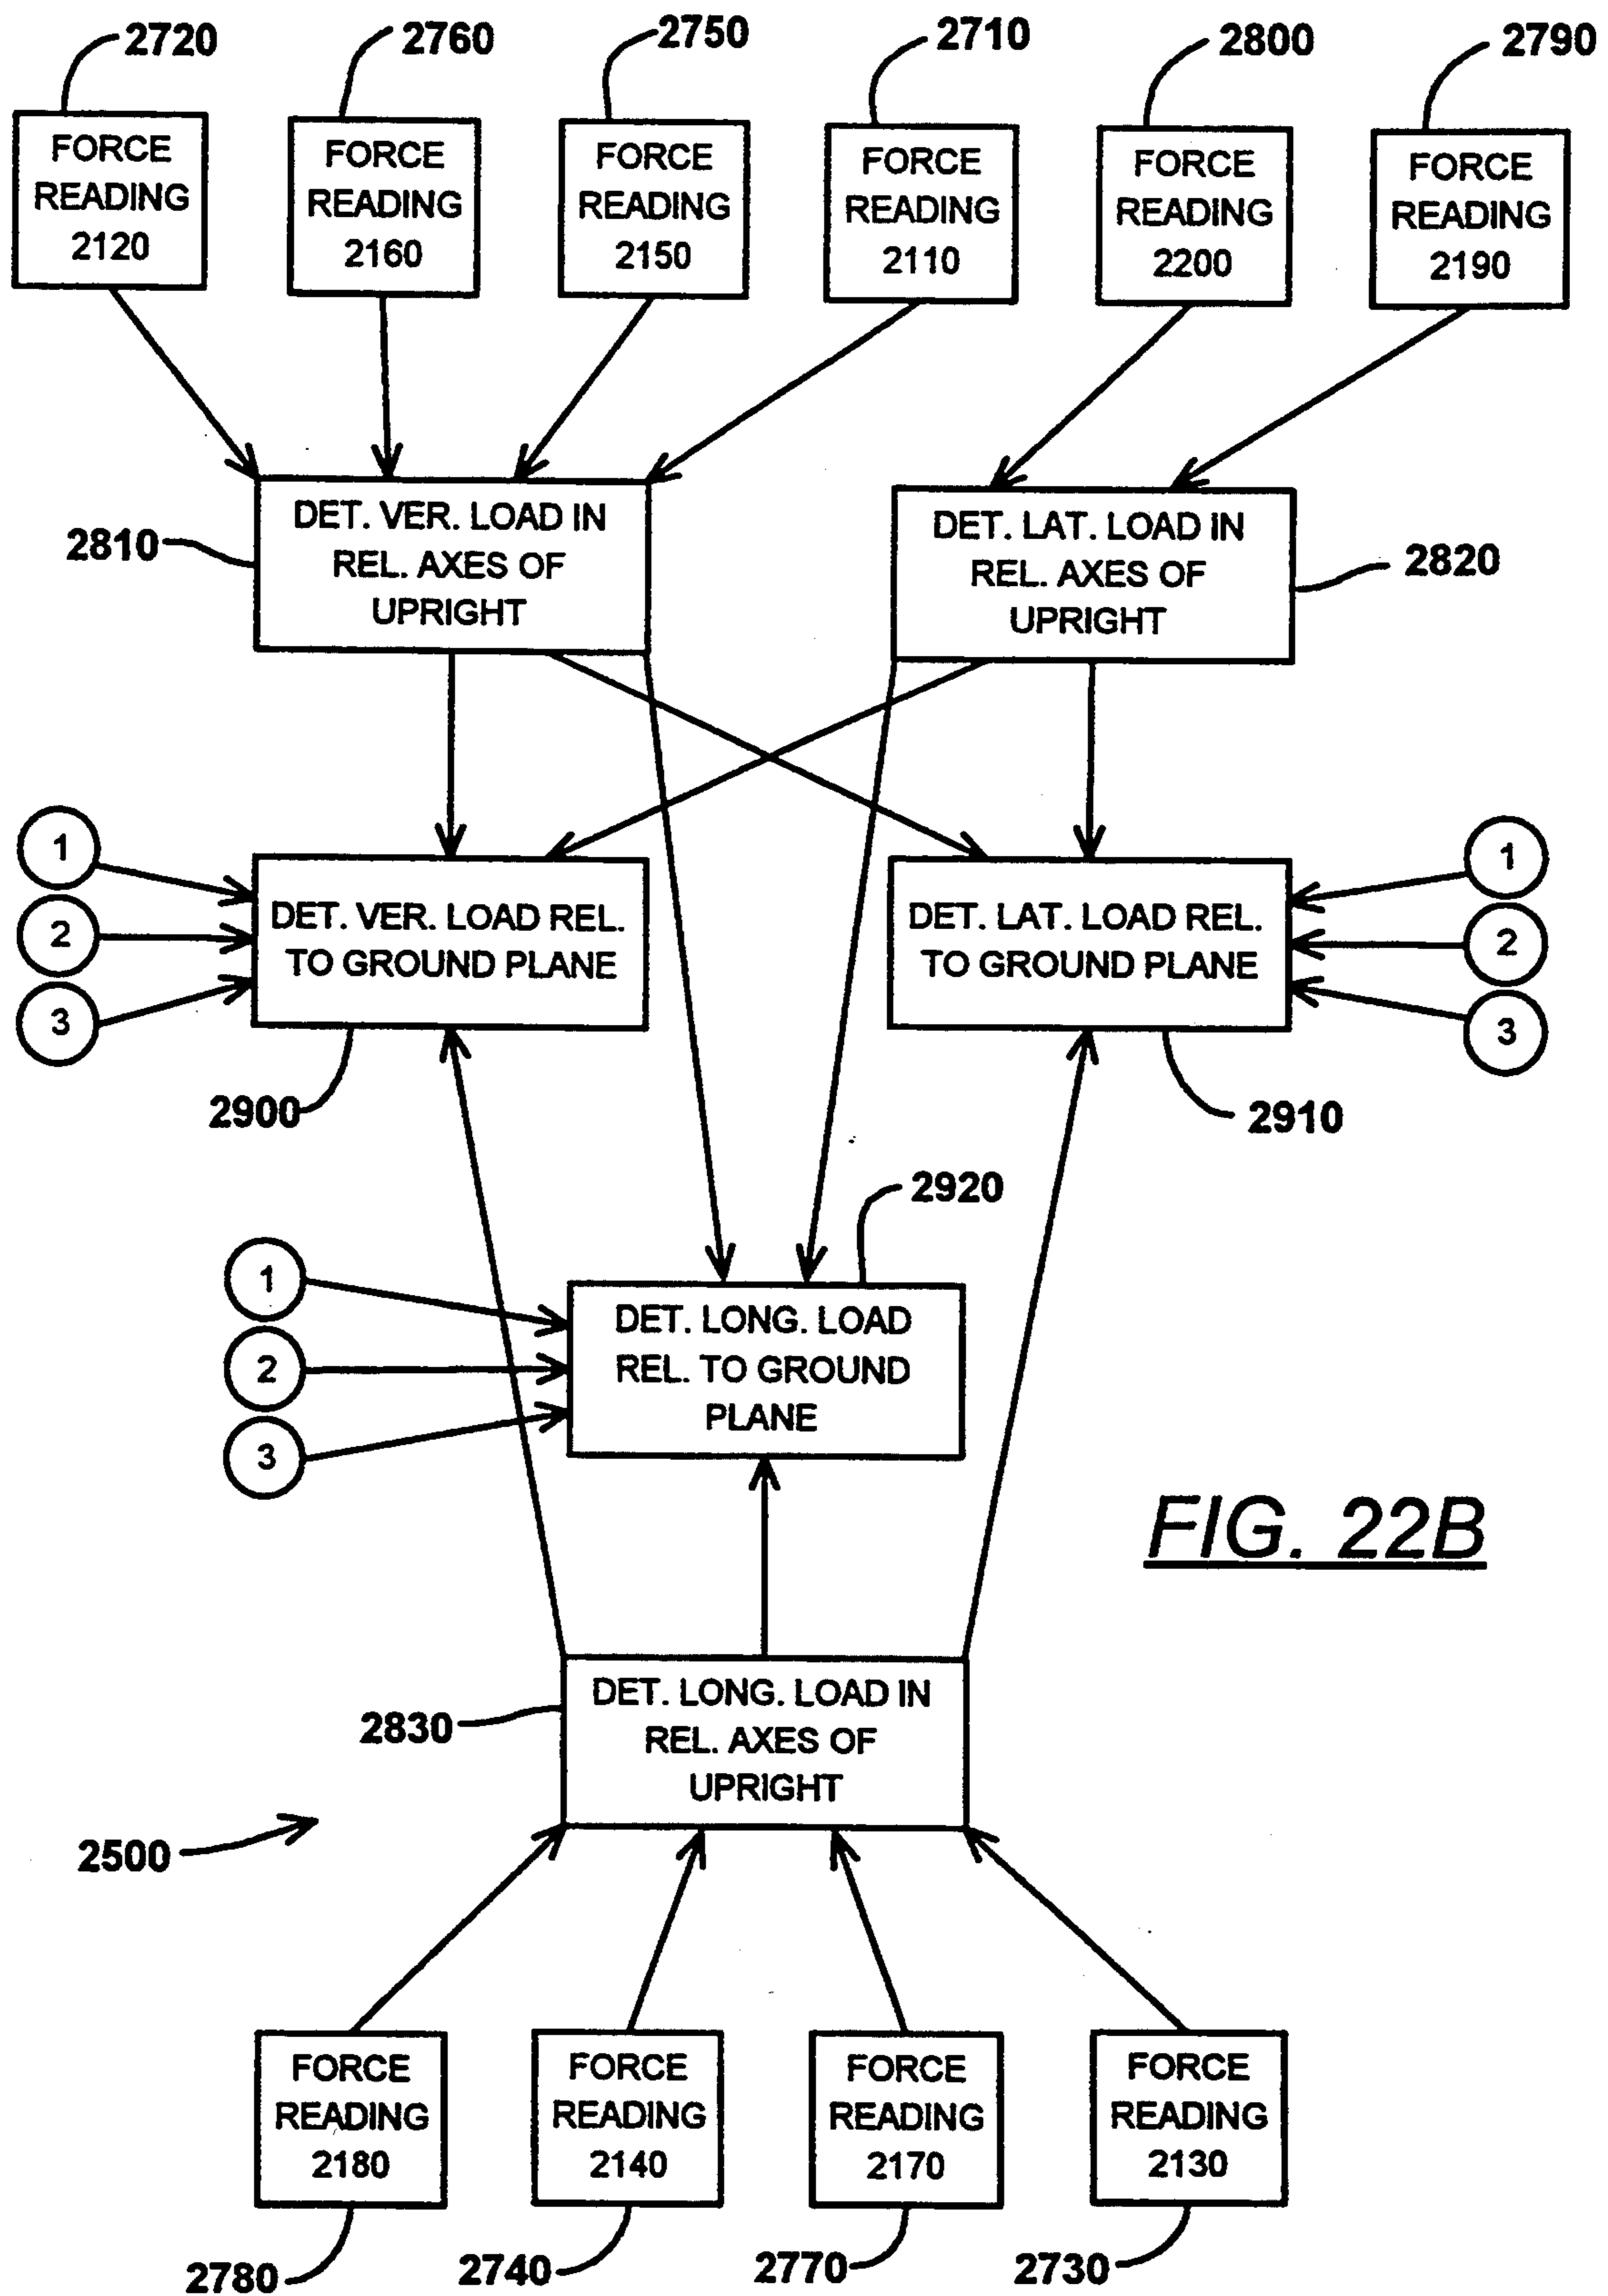 2720
2760
2750
2710
2800
2790
FORCE
READING
2120
FORCE
READING
2160
FORCE
READING
2150
FORCE
READING
2110
FORCE
READING
2200
FORCE
READING
2190
2810
DET. VER. LOAD IN
REL. AXES OF
UPRIGHT
DET. LAT. LOAD IN
REL. AXES OF
UPRIGHT
2820
1
2
3
DET. VER. LOAD REL.
TO GROUND PLANE
DET. LAT. LOAD REL.
TO GROUND PLANE
1
2
3
2900
2910
2920
1
2
3
DET. LONG. LOAD
REL. TO GROUND
PLANE
FIG. 22B
2830
DET. LONG. LOAD IN
REL. AXES OF
UPRIGHT
2500
FORCE
READING
2180
FORCE
READING
2140
FORCE
READING
2170
FORCE
READING
2130
2780
2740
2770
2730